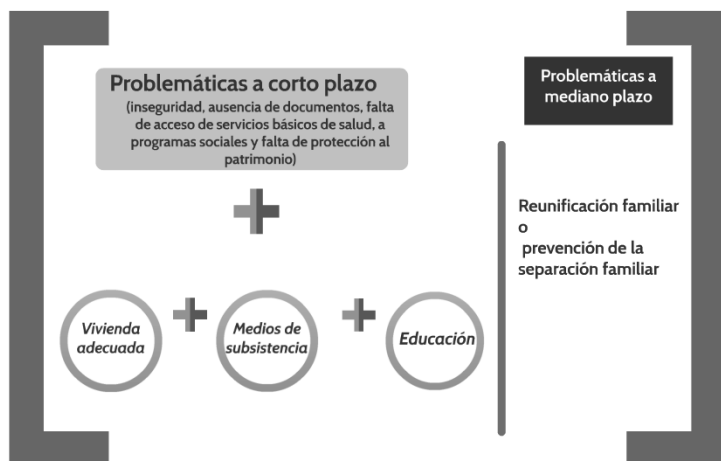 Problemáticas a corto plazo
(inseguridad, ausencia de documentos, falta
de acceso de servicios básicos de salud, a
programas sociales y falta de protección al
patrimonio)
Vivienda
adecuada
Medios de
subsistencia
Educación
Problemáticas a
mediano plazo
Reunificación familiar
o
prevención de la
separación familiar